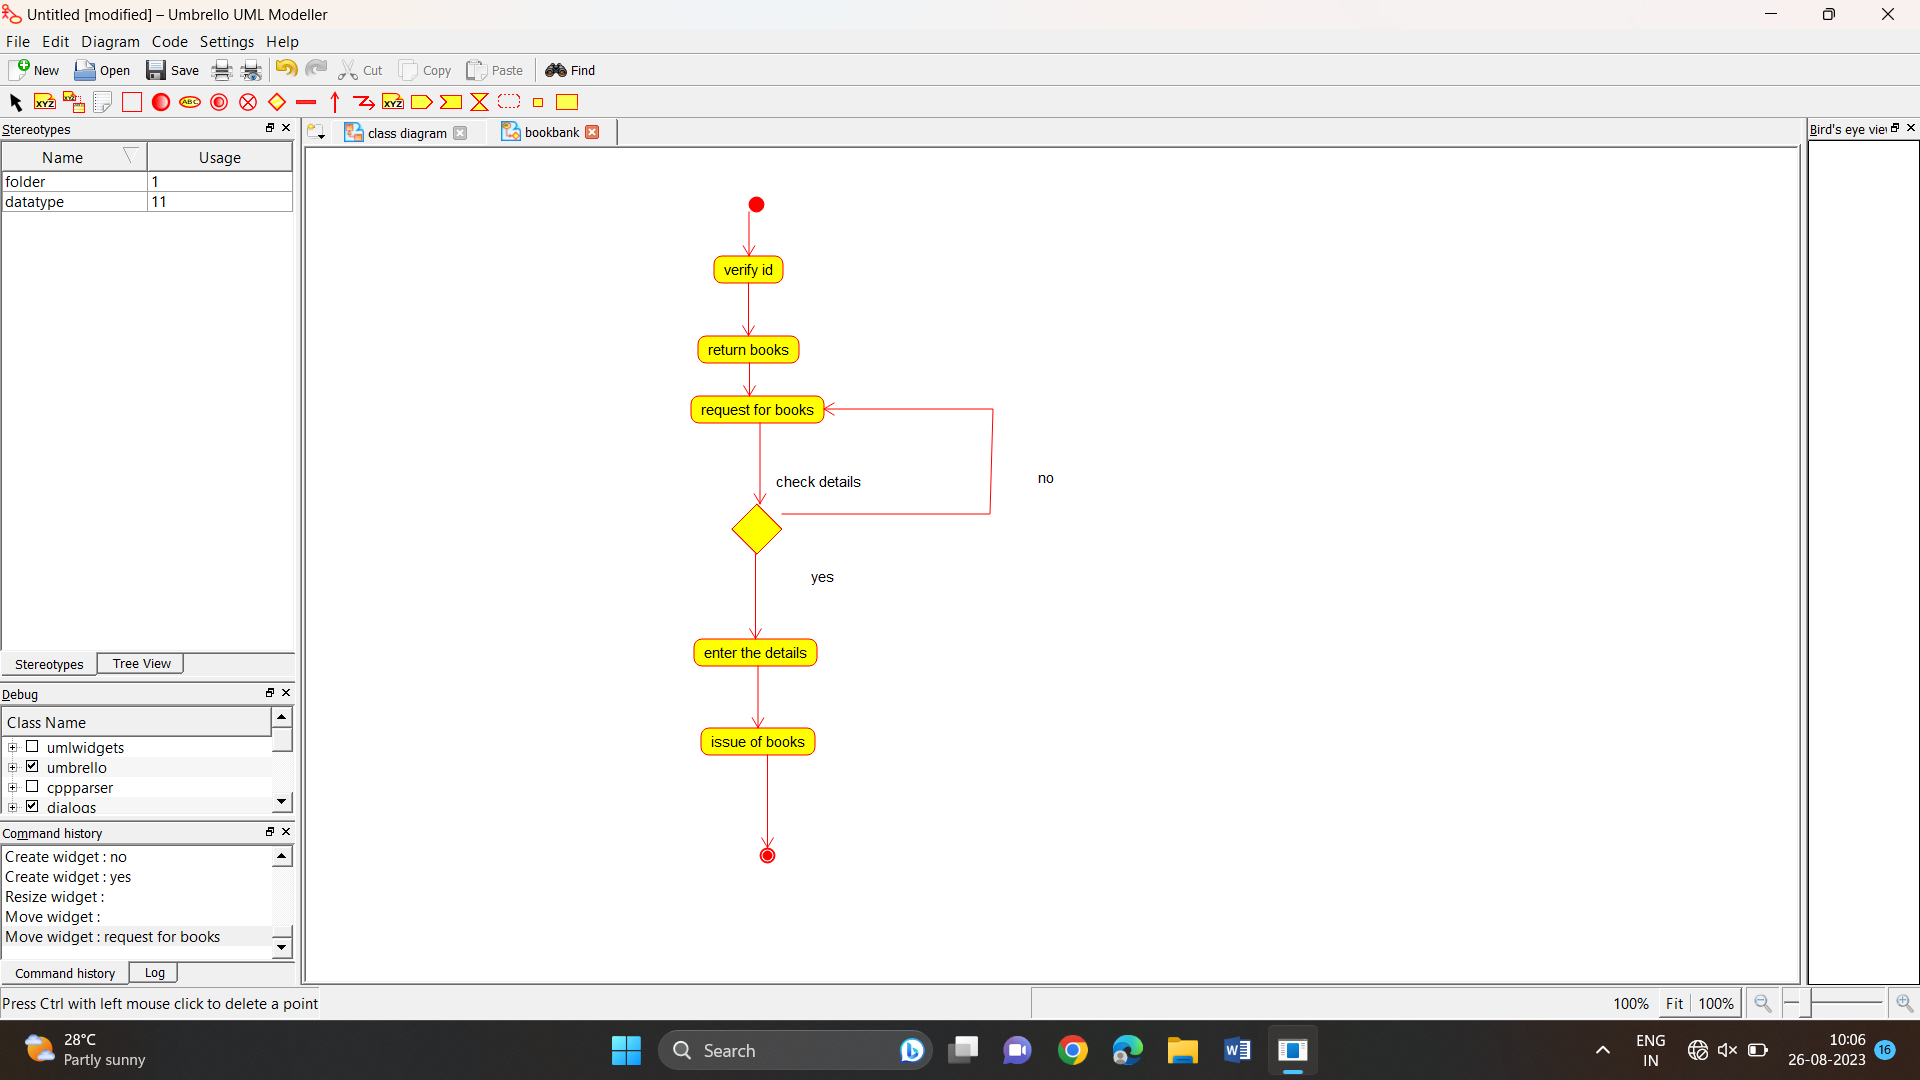 Untitled [modified] – Umbrello UML Modeller
File Edit Diagram Code Settings Help
New Open Save Cut Copy Paste Find
XYZ XYZ ABC XYZ
Stereotypes
Name Usage
folder 1
datatype 11
Stereotypes Tree View
Debug
Class Name
umlwidgets
umbrello
cppparser
dialogs
Command history
Create widget : no
Create widget : yes
Resize widget :
Move widget :
Move widget : request for books
Command history Log
class diagram bookbank
verify id
return books
request for books
check details
no
yes
enter the details
issue of books
Bird's eye vie
Press Ctrl with left mouse click to delete a point
100% Fit 100%
28°C
Partly sunny
Search
ENG
IN
10:06
26-08-2023
16